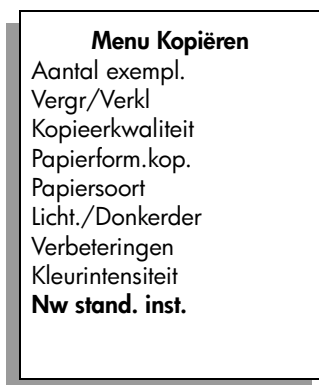 Menu Kopiëren
Aantal exempl.
Vergr/Verkl
Kopieerkwaliteit
Papierform.kop.
Papiersoort
Licht./Donkerder
Verbeteringen
Kleurintensiteit
Nw stand. inst.